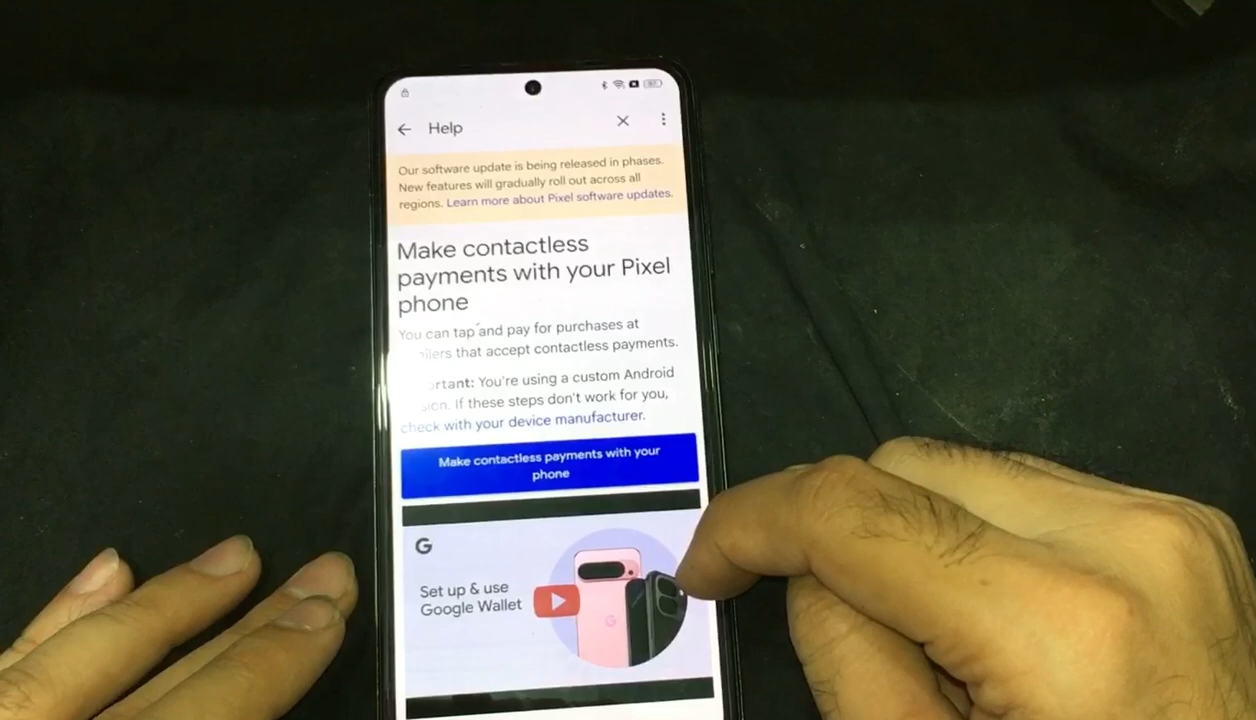 Help
Our software update is being released in phases.
New features will gradually roll out across all
regions. Learn more about Pixel software updates.
Make contactless
payments with your Pixel
phone
You can tap and pay for purchases at
that accept contactless payments.
You're using a custom Android
If these steps don't work for you,
check with your device manufacturer.
Make contactless payments with your
phone
G
Set up & use
Google Wallet